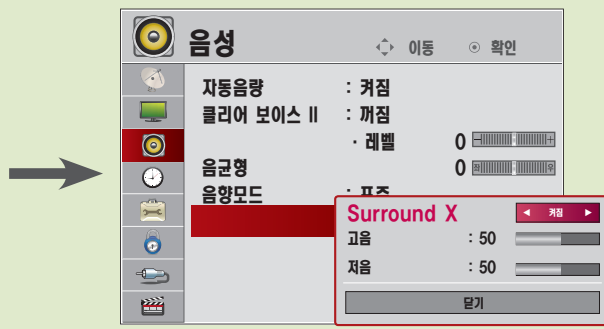 음성
이동 확인
자동음량 : 켜짐
클리어 보이스 II : 꺼짐
· 레벨 0 - +
음균형 0 좌 우
음향모드 : 표준
Surround X ◀ 켜짐 ▶
고음 : 50
저음 : 50
닫기